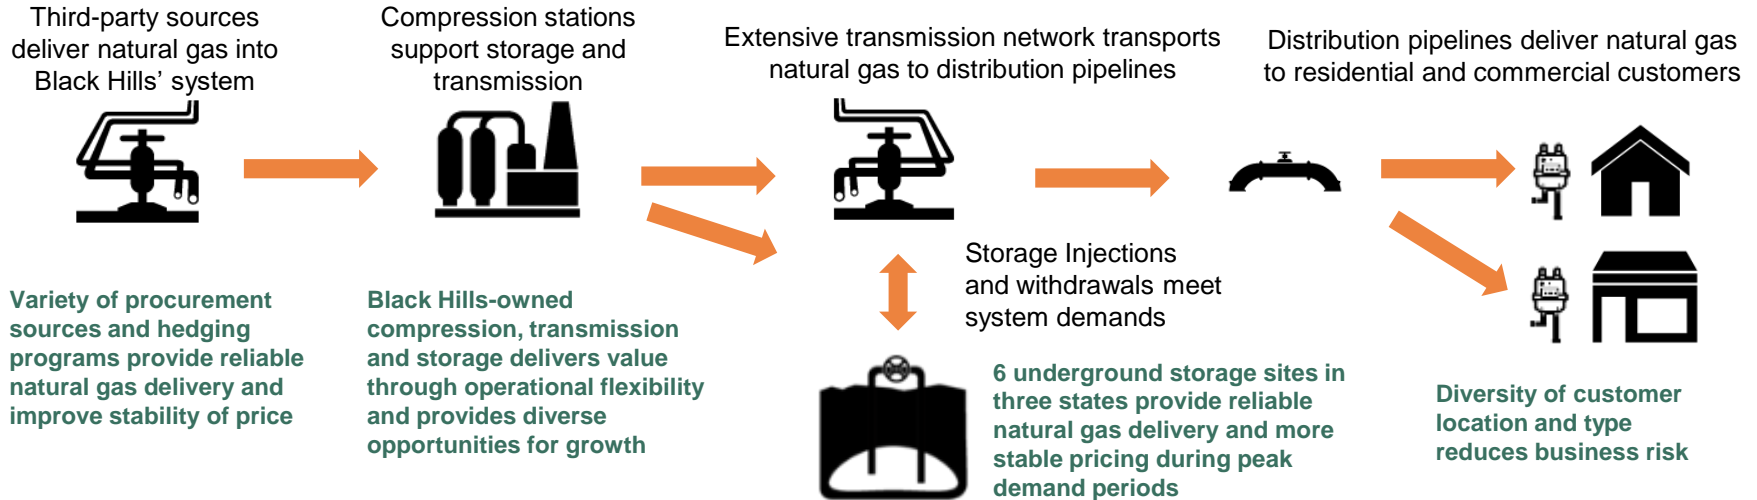 Third-party sources
deliver natural gas into
Black Hills’ system
Compression stations
support storage and
transmission
Extensive transmission network transports
natural gas to distribution pipelines
Distribution pipelines deliver natural gas
to residential and commercial customers
Storage Injections
and withdrawals meet
system demands
Variety of procurement
sources and hedging
programs provide reliable
natural gas delivery and
improve stability of price
Black Hills-owned
compression, transmission
and storage delivers value
through operational flexibility
and provides diverse
opportunities for growth
6 underground storage sites in
three states provide reliable
natural gas delivery and more
stable pricing during peak
demand periods
Diversity of customer
location and type
reduces business risk